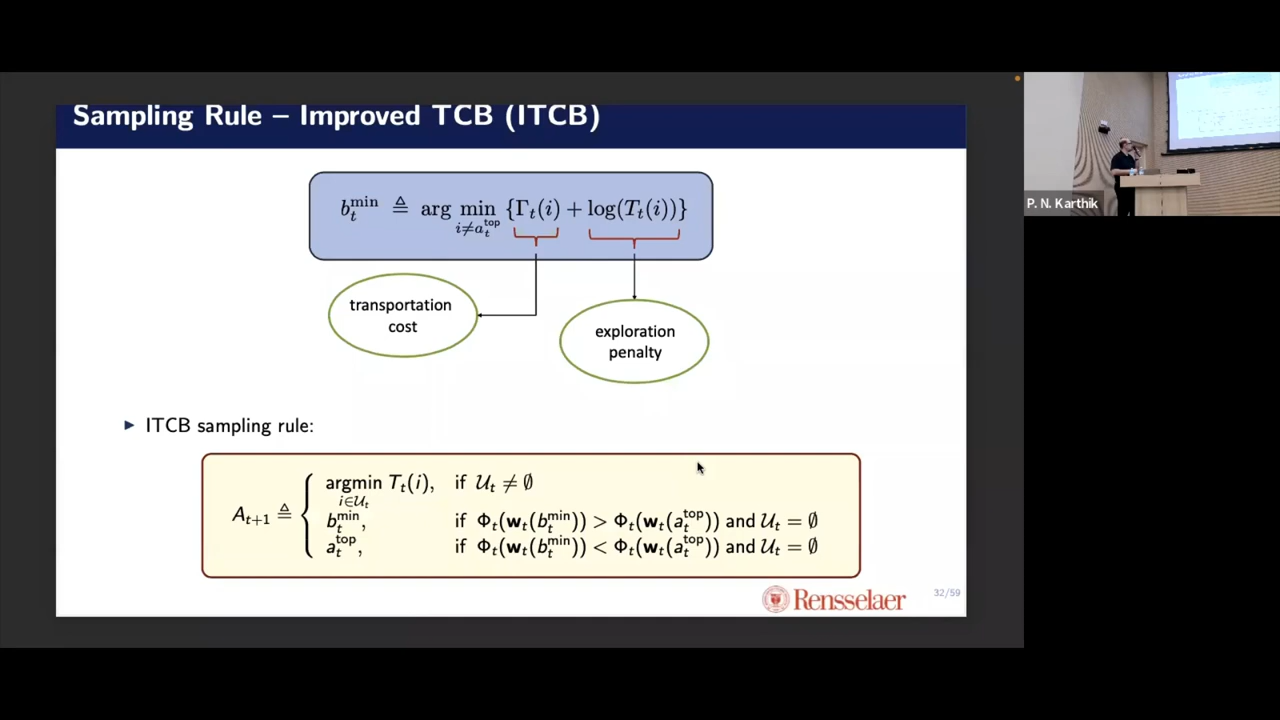 Sampling Rule – Improved TCB (ITCB)
b_t^min ≜ arg min_{i≠a_t^top} {Γ_t(i) + log(T_t(i))}
transportation
cost
exploration
penalty
▶ ITCB sampling rule:
A_{t+1} ≜ { argmin_{i∈𝒰_t} T_t(i), if 𝒰_t ≠ ∅
b_t^min, if Φ_t(w_t(b_t^min)) > Φ_t(w_t(a_t^top)) and 𝒰_t = ∅
a_t^top, if Φ_t(w_t(b_t^min)) < Φ_t(w_t(a_t^top)) and 𝒰_t = ∅
Rensselaer
32/59
P. N. Karthik